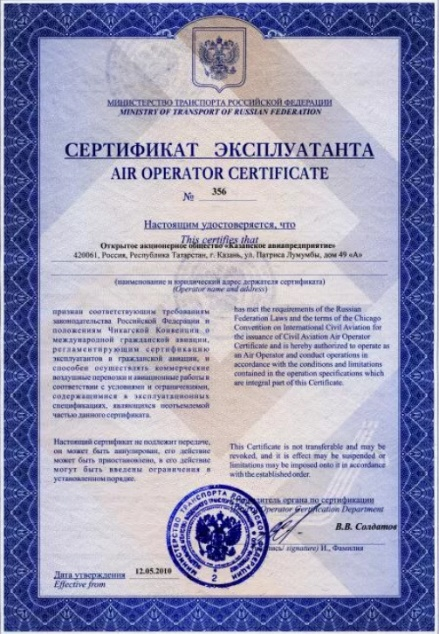 МИНИСТЕРСТВО ТРАНСПОРТА РОССИЙСКОЙ ФЕДЕРАЦИИ
MINISTRY OF TRANSPORT OF RUSSIAN FEDERATION
СЕРТИФИКАТ ЭКСПЛУАТАНТА
AIR OPERATOR CERTIFICATE
№ 356
Настоящим удостоверяется, что
This certifies that
Открытое акционерное общество «Казанское авиапредприятие»
420061, Россия, Республика Татарстан, г. Казань, ул. Патриса Лумумбы, дом 49 «А»
(наименование и юридический адрес держателя сертификата)
(Operator name and address)
признан соответствующим требованиям
законодательства Российской Федерации и
положениям Чикагской Конвенции о
международной гражданской авиации,
регламентирующим сертификацию
эксплуатантов в гражданской авиации, и
способен осуществлять коммерческие
воздушные перевозки и авиационные работы в
соответствии с условиями и ограничениями,
содержащимися в эксплуатационных
спецификациях, являющихся неотъемлемой
частью данного сертификата.
has met the requirements of the Russian
Federation Laws and the terms of the Chicago
Convention on International Civil Aviation for
the issuance of Civil Aviation Air Operator
Certificate and is hereby authorized to operate as
an Air Operator and conduct operations in
accordance with the conditions and limitations
contained in the operation specifications which
are integral part of this Certificate.
Настоящий сертификат не подлежит передаче,
он может быть аннулирован, его действие
может быть приостановлено, в его действие
могут быть введены ограничения в
установленном порядке.
This Certificate is not transferable and may be
revoked, and it is effect may be suspended or
limitations may be imposed onto it in accordance
with the established order.
Руководитель органа по сертификации
Operator Certification Department
В.В. Солдатов
signature) И., Фамилия
МИНИСТЕРСТВО ТРАНСПОРТА
2
Дата утверждения 12.05.2010
Effective from